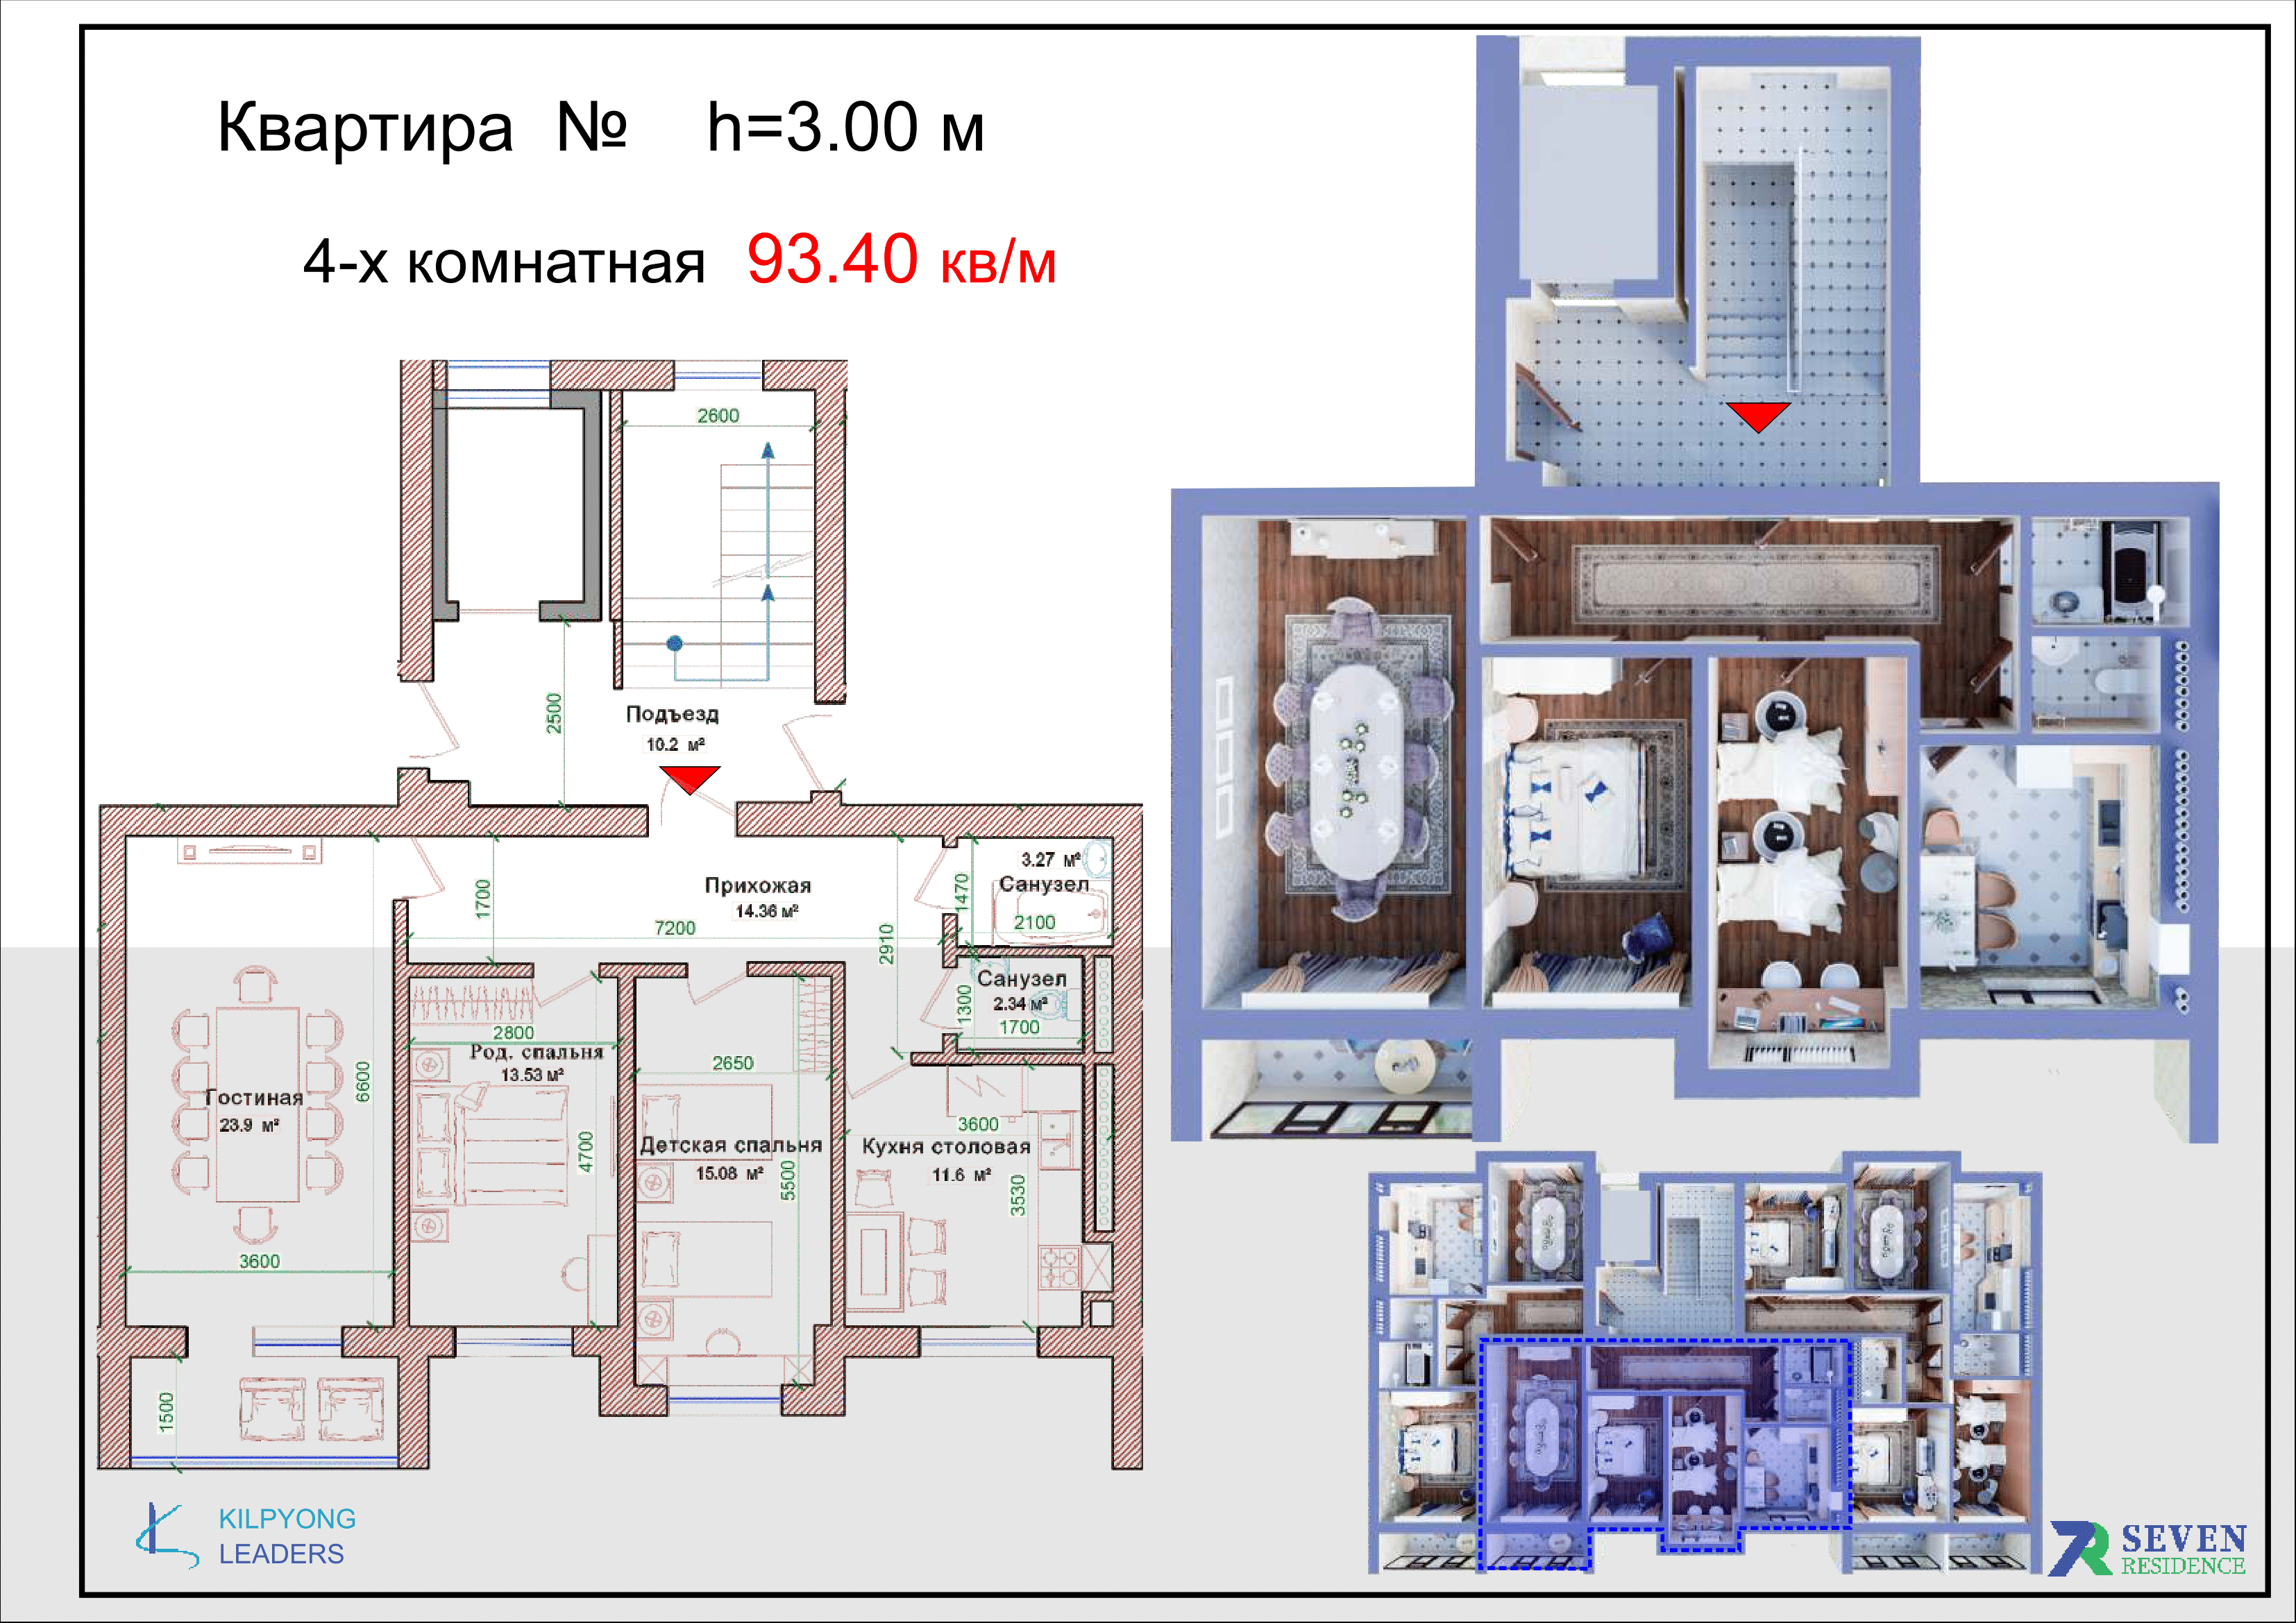 Квартира № h=3.00 м
4-х комнатная 93.40 кв/м
2600
2500
Подъезд
10.2 м²
3.27 м²
Санузел
1470
2100
Прихожая
14.36 м²
1700
7200
2910
Санузел
2.34 м²
1300
1700
2800
Род. спальня
13.53 м²
4700
2650
Детская спальня
15.08 м²
5500
Гостиная
23.9 м²
6600
3600
3600
Кухня столовая
11.6 м²
3530
1500
KILPYONG
LEADERS
7R SEVEN
RESIDENCE